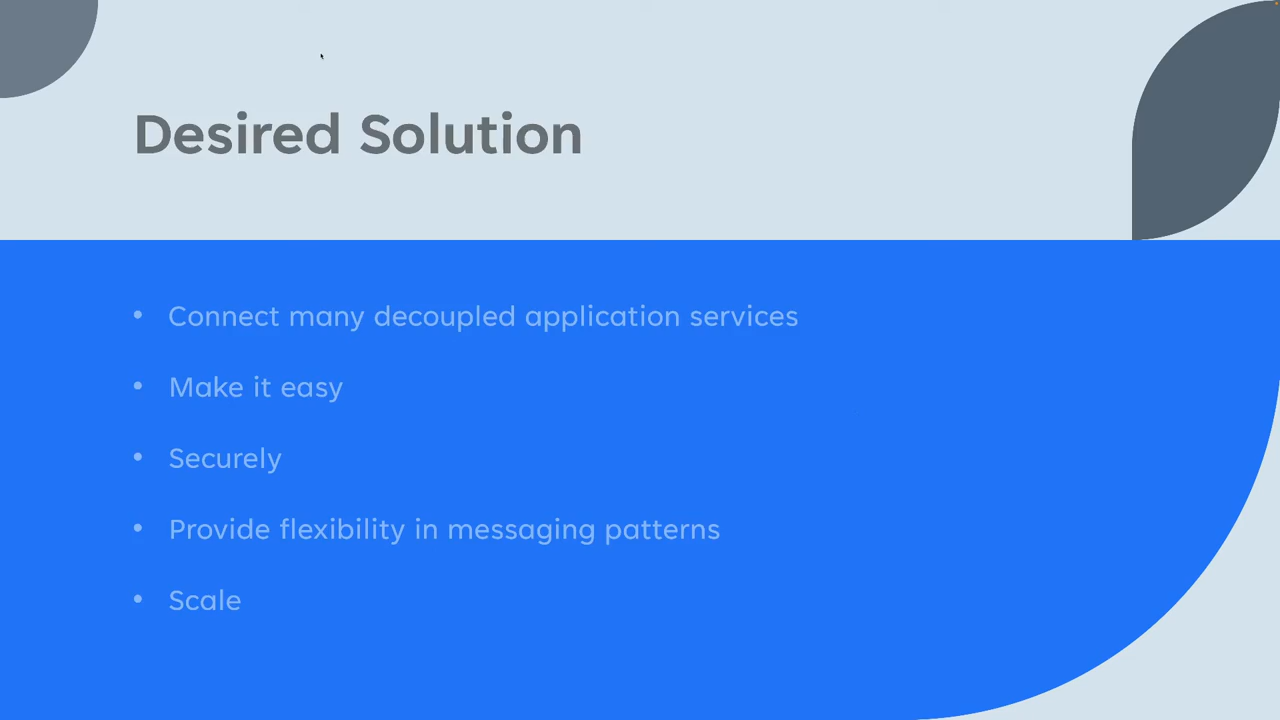 Desired Solution
• Connect many decoupled application services
• Make it easy
• Securely
• Provide flexibility in messaging patterns
• Scale